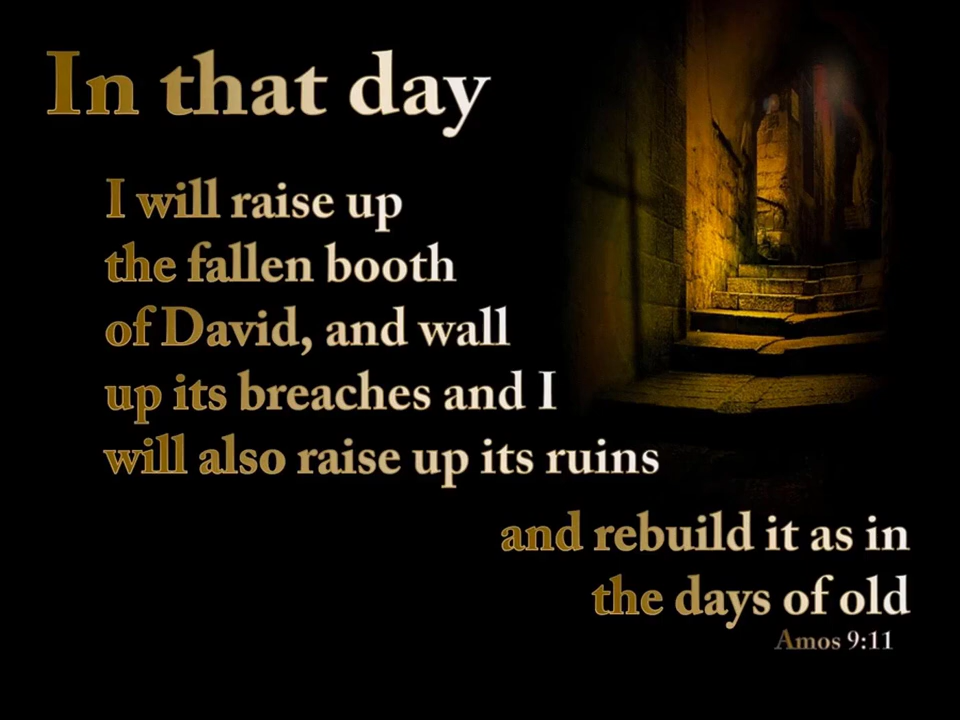 In that day
I will raise up
the fallen booth
of David, and wall
up its breaches and I
will also raise up its ruins
and rebuild it as in
the days of old
Amos 9:11